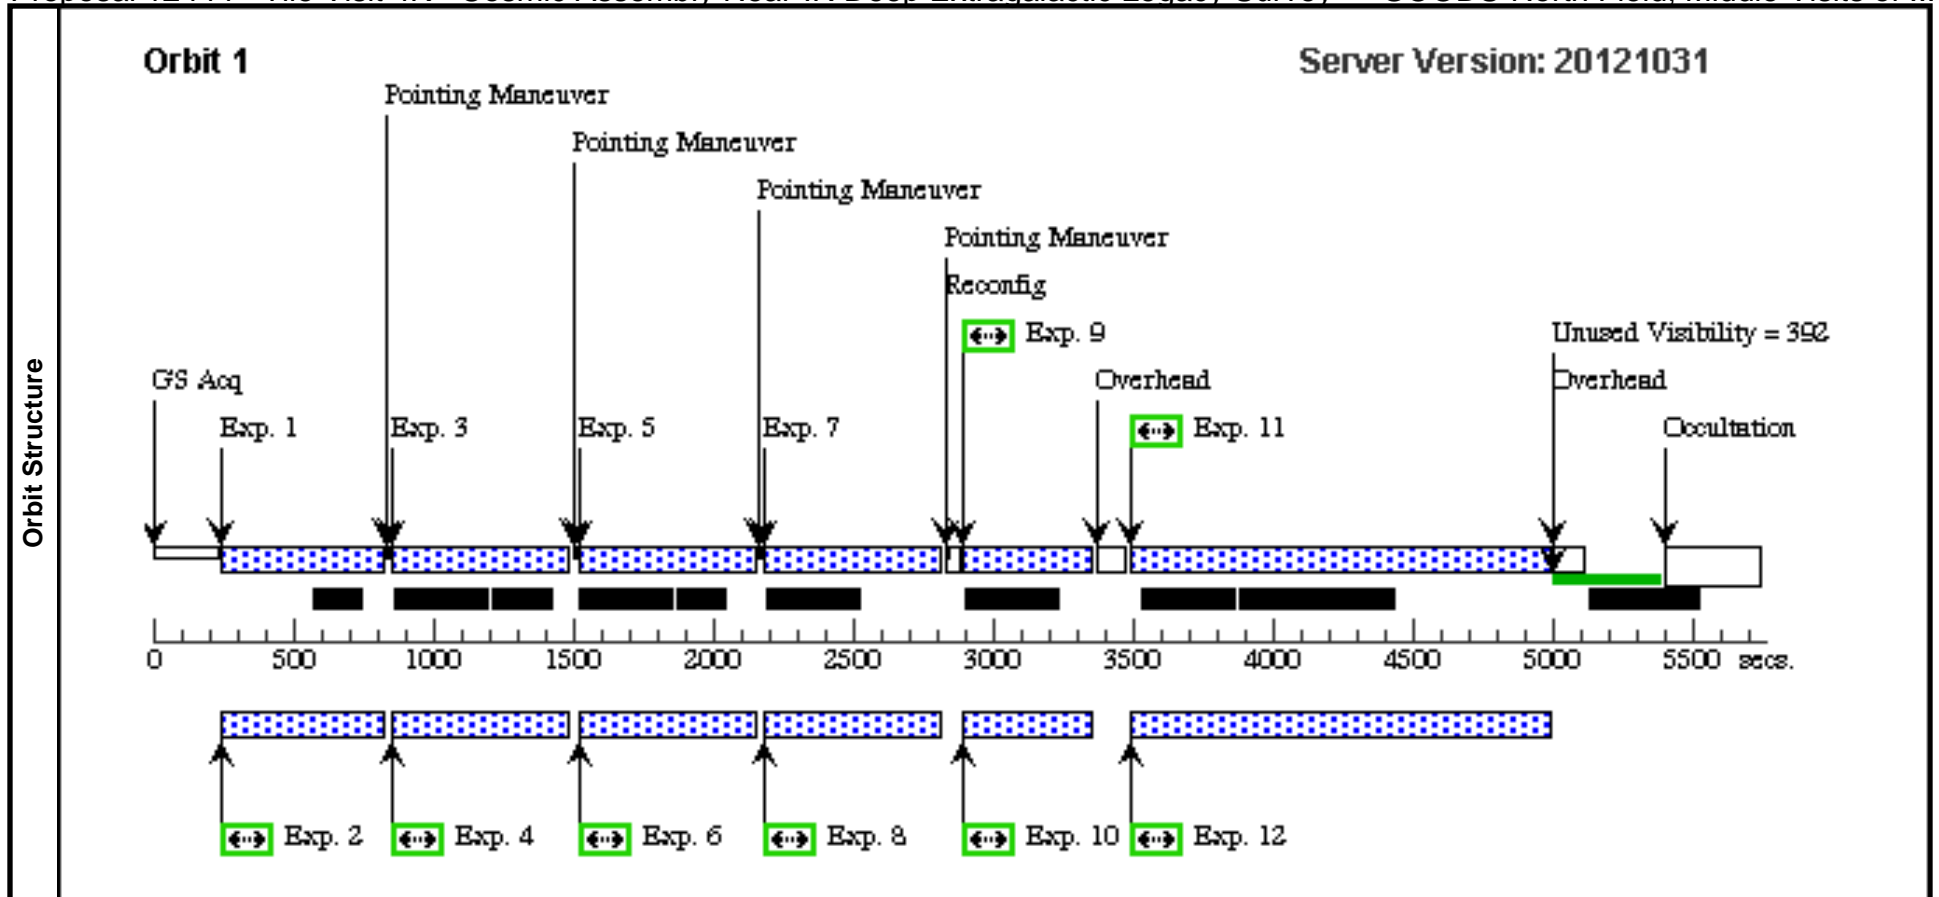 Orbit 1
Server Version: 20121031
Pointing Maneuver
Pointing Maneuver
Pointing Maneuver
Pointing Maneuver
Reconfig
Exp. 9
Unused Visibility = 392
GS Acq
Overhead
Overhead
Exp. 1
Exp. 3
Exp. 5
Exp. 7
Exp. 11
Occultation
Orbit Structure
0 500 1000 1500 2000 2500 3000 3500 4000 4500 5000 5500 secs.
Exp. 2
Exp. 4
Exp. 6
Exp. 8
Exp. 10
Exp. 12